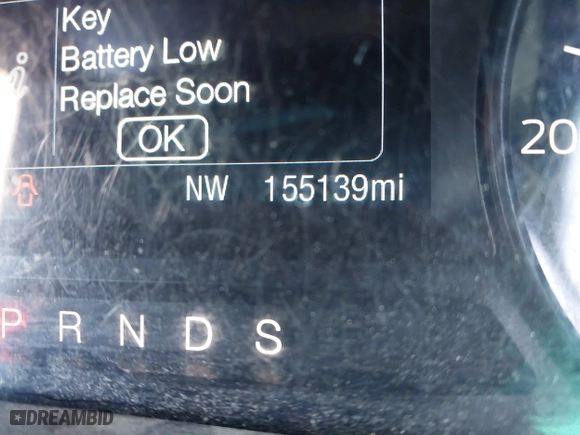 Key
Battery Low
Replace Soon
OK
20
NW 155139mi
P R N D S
DREAMBID